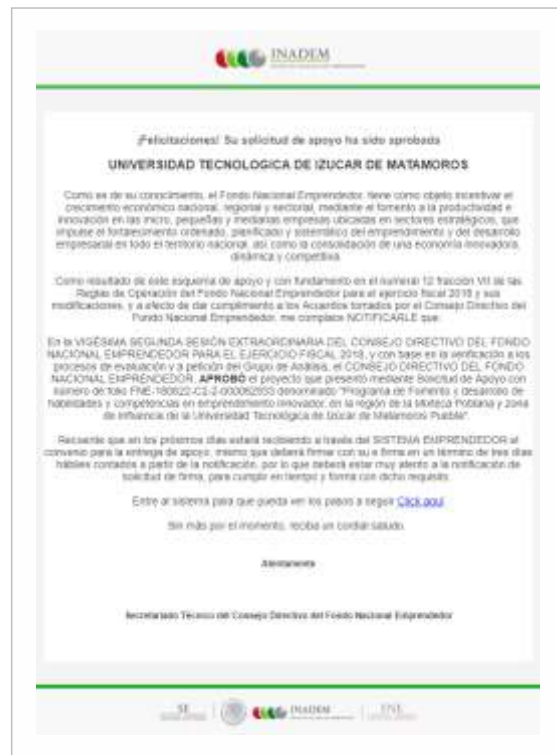 INADEM
¡Felicitaciones! Su solicitud de apoyo ha sido aprobada
UNIVERSIDAD TECNOLOGICA DE IZUCAR DE MATAMOROS
Como es de su conocimiento, el Fondo Nacional Emprendedor, tiene como objeto incentivar el
crecimiento económico nacional, regional y sectorial, mediante el fomento a la productividad e
innovación en las micro, pequeñas y medianas empresas ubicadas en sectores estratégicos, que
impulse el fortalecimiento ordenado, planificado y sistemático del emprendimiento y del desarrollo
empresarial en todo el territorio nacional, así como la consolidación de una economía innovadora,
dinámica y competitiva.
Como resultado de este esquema de apoyo y con fundamento en el numeral 12 fracción VII de las
Reglas de Operación del Fondo Nacional Emprendedor para el ejercicio fiscal 2018 y sus
modificaciones, y a efecto de dar cumplimiento a los Acuerdos tomados por el Consejo Directivo del
Fondo Nacional Emprendedor, me complace NOTIFICARLE que:
En la VIGÉSIMA SEGUNDA SESIÓN EXTRAORDINARIA DEL CONSEJO DIRECTIVO DEL FONDO
NACIONAL EMPRENDEDOR PARA EL EJERCICIO FISCAL 2018, y con base en la verificación a los
procesos de evaluación y a petición del Grupo de Análisis, el CONSEJO DIRECTIVO DEL FONDO
NACIONAL EMPRENDEDOR, APROBÓ el proyecto que presentó mediante Solicitud de Apoyo con
número de folio denominado "Programa de Fomento y desarrollo de
habilidades y competencias en emprendimiento innovador, en la región de la Mixteca Poblana y zona
de influencia de la Universidad Tecnológica de Izúcar de Matamoros Puebla".
Recuerde que en los próximos días estará recibiendo a través del SISTEMA EMPRENDEDOR el
convenio para la entrega de apoyo, mismo que deberá firmar con su e.firma en un término de tres días
hábiles contados a partir de la notificación, por lo que deberá estar muy atento a la notificación de
solicitud de firma, para cumplir en tiempo y forma con dicho requisito.
Entre al sistema para que pueda ver los pasos a seguir Click aquí
Sin más por el momento, reciba un cordial saludo.
Atentamente
Secretariado Técnico del Consejo Directivo del Fondo Nacional Emprendedor
SE INADEM FNE